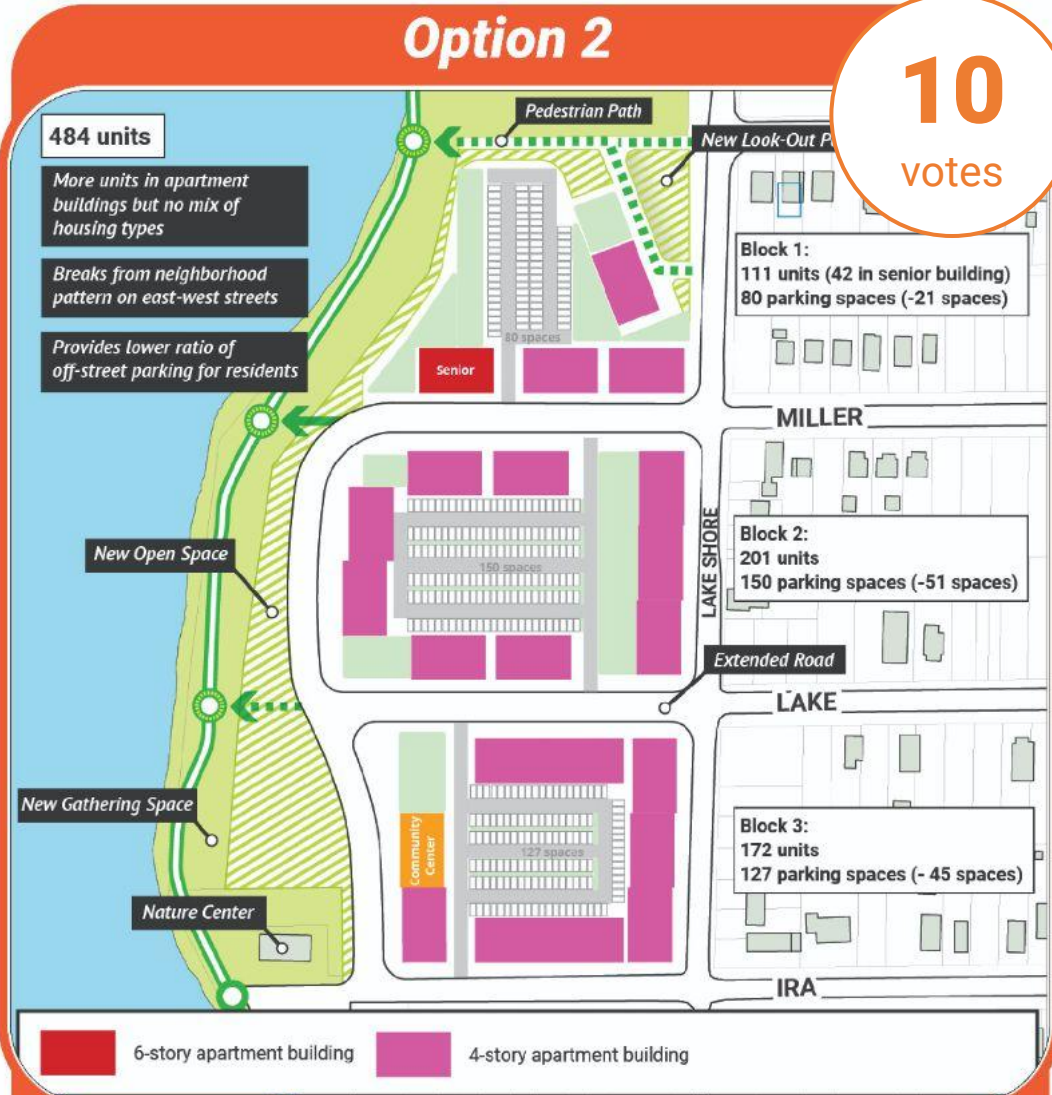 Option 2
10
votes
484 units
More units in apartment
buildings but no mix of
housing types
Breaks from neighborhood
pattern on east-west streets
Provides lower ratio of
off-street parking for residents
Pedestrian Path
New Look-Out
80 spaces
Senior
Block 1:
111 units (42 in senior building)
80 parking spaces (-21 spaces)
MILLER
New Open Space
150 spaces
LAKE SHORE
Block 2:
201 units
150 parking spaces (-51 spaces)
Extended Road
LAKE
New Gathering Space
Community
Center
127 spaces
Block 3:
172 units
127 parking spaces (- 45 spaces)
Nature Center
IRA
6-story apartment building
4-story apartment building